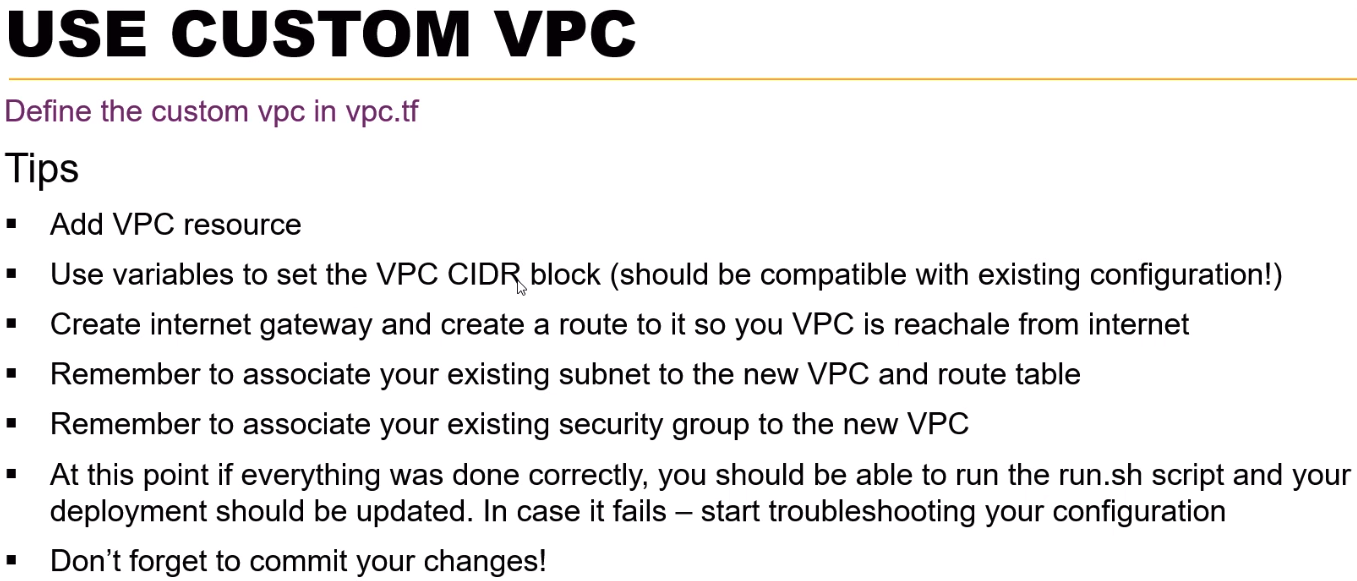 USE CUSTOM VPC
Define the custom vpc in vpc.tf
Tips
▪ Add VPC resource
▪ Use variables to set the VPC CIDR block (should be compatible with existing configuration!)
▪ Create internet gateway and create a route to it so you VPC is reachale from internet
▪ Remember to associate your existing subnet to the new VPC and route table
▪ Remember to associate your existing security group to the new VPC
▪ At this point if everything was done correctly, you should be able to run the run.sh script and your
deployment should be updated. In case it fails – start troubleshooting your configuration
▪ Don’t forget to commit your changes!